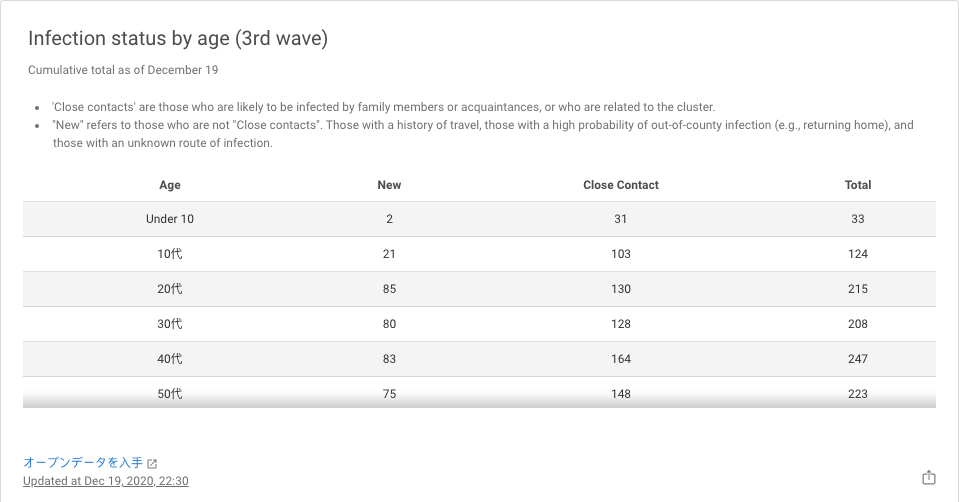 Infection status by age (3rd wave)
Cumulative total as of December 19
'Close contacts' are those who are likely to be infected by family members or acquaintances, or who are related to the cluster.
"New" refers to those who are not "Close contacts". Those with a history of travel, those with a high probability of out-of-county infection (e.g., returning home), and
those with an unknown route of infection.
Age New Close Contact Total
Under 10 2 31 33
10代 21 103 124
20代 85 130 215
30代 80 128 208
40代 83 164 247
50代 75 148 223
オープンデータを入手
Updated at Dec 19, 2020, 22:30